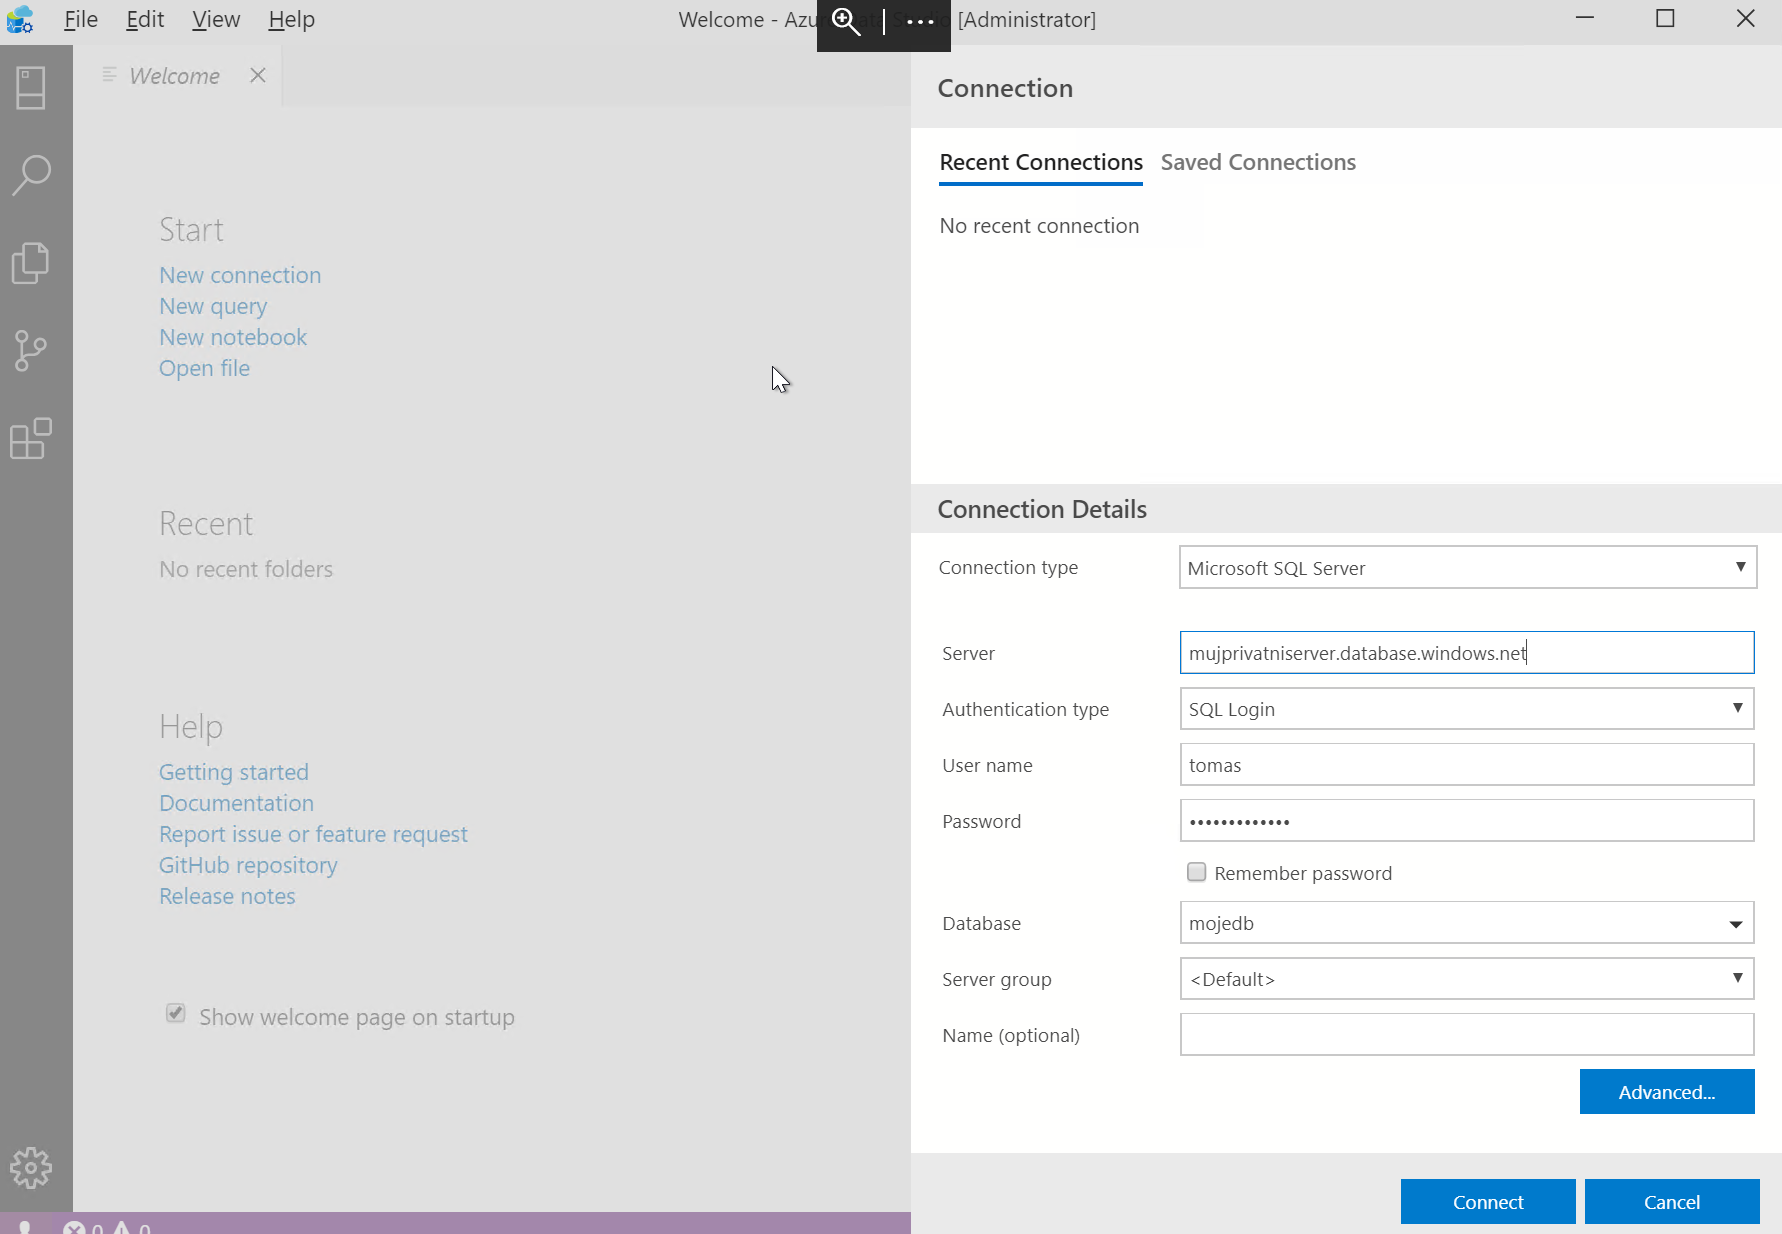 File Edit View Help
Welcome - Azure Data Studio [Administrator]
Welcome
Start
New connection
New query
New notebook
Open file
Recent
No recent folders
Help
Getting started
Documentation
Report issue or feature request
GitHub repository
Release notes
Show welcome page on startup
0 0
Connection
Recent Connections Saved Connections
No recent connection
Connection Details
Connection type Microsoft SQL Server
Server mujprivatniserver.database.windows.net
Authentication type SQL Login
User name tomas
Password •••••••••••••
Remember password
Database mojedb
Server group <Default>
Name (optional)
Advanced...
Connect Cancel